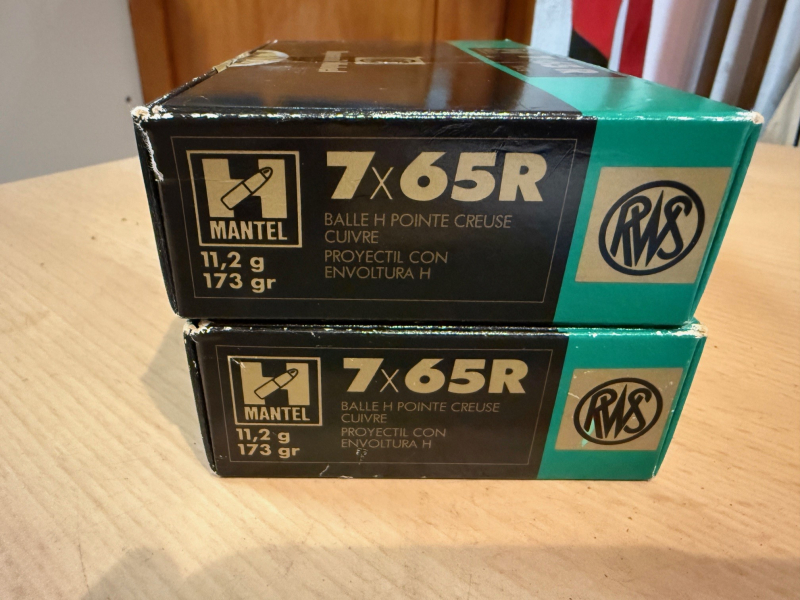 H
MANTEL
11,2 g
173 gr
7x65R
BALLE H POINTE CREUSE
CUIVRE
PROYECTIL CON
ENVOLTURA H
RWS
H
MANTEL
11,2 g
173 gr
7x65R
BALLE H POINTE CREUSE
CUIVRE
PROYECTIL CON
ENVOLTURA H
RWS